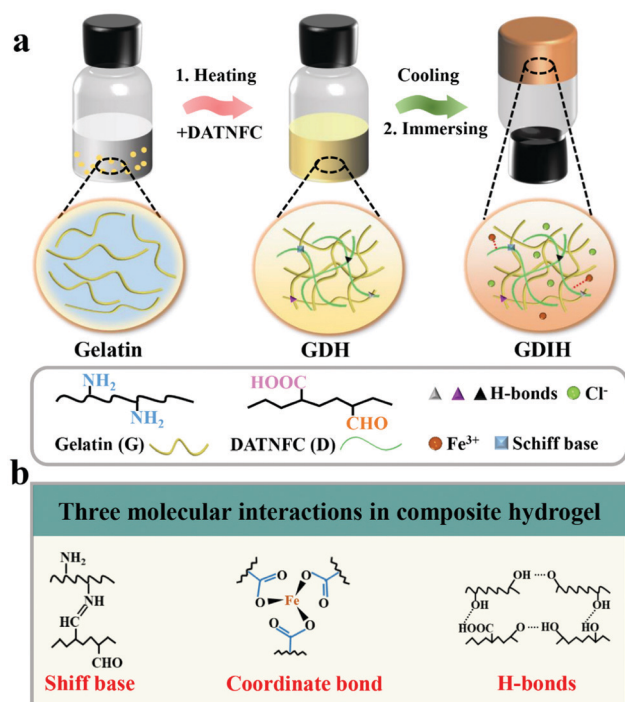 a
1. Heating
+DATNFC
Cooling
2. Immersing
Gelatin
GDH
GDIH
NH₂
NH₂
Gelatin (G)
HOOC
CHO
DATNFC (D)
H-bonds
Cl⁻
Fe³⁺
Schiff base
b
Three molecular interactions in composite hydrogel
NH₂
NH
HC
CHO
Shiff base
O
O
O
Fe
O
O
O
Coordinate bond
OH
O
OH
OH
HOOC
O
HO
HO
H-bonds